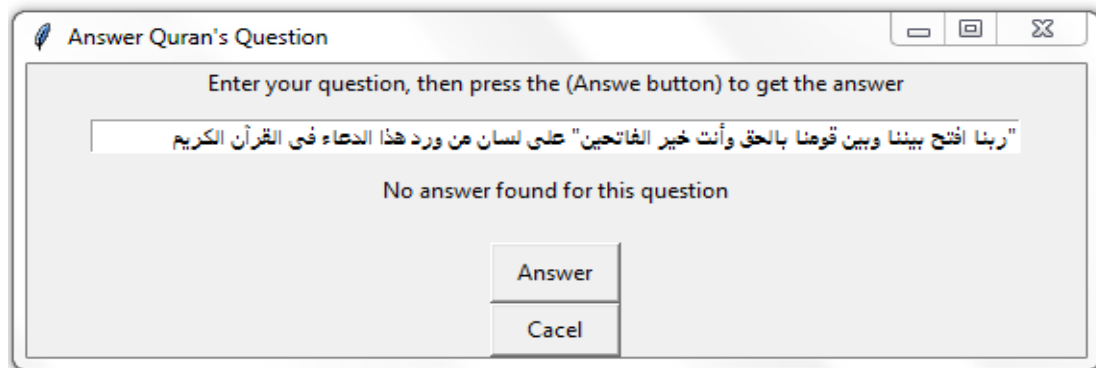 Answer Quran's Question
Enter your question, then press the (Answe button) to get the answer
"ربنا افتح بيننا وبين قومنا بالحق وأنت خير الفاتحين" على لسان من ورد هذا الدعاء في القرآن الكريم
No answer found for this question
Answer
Cacel